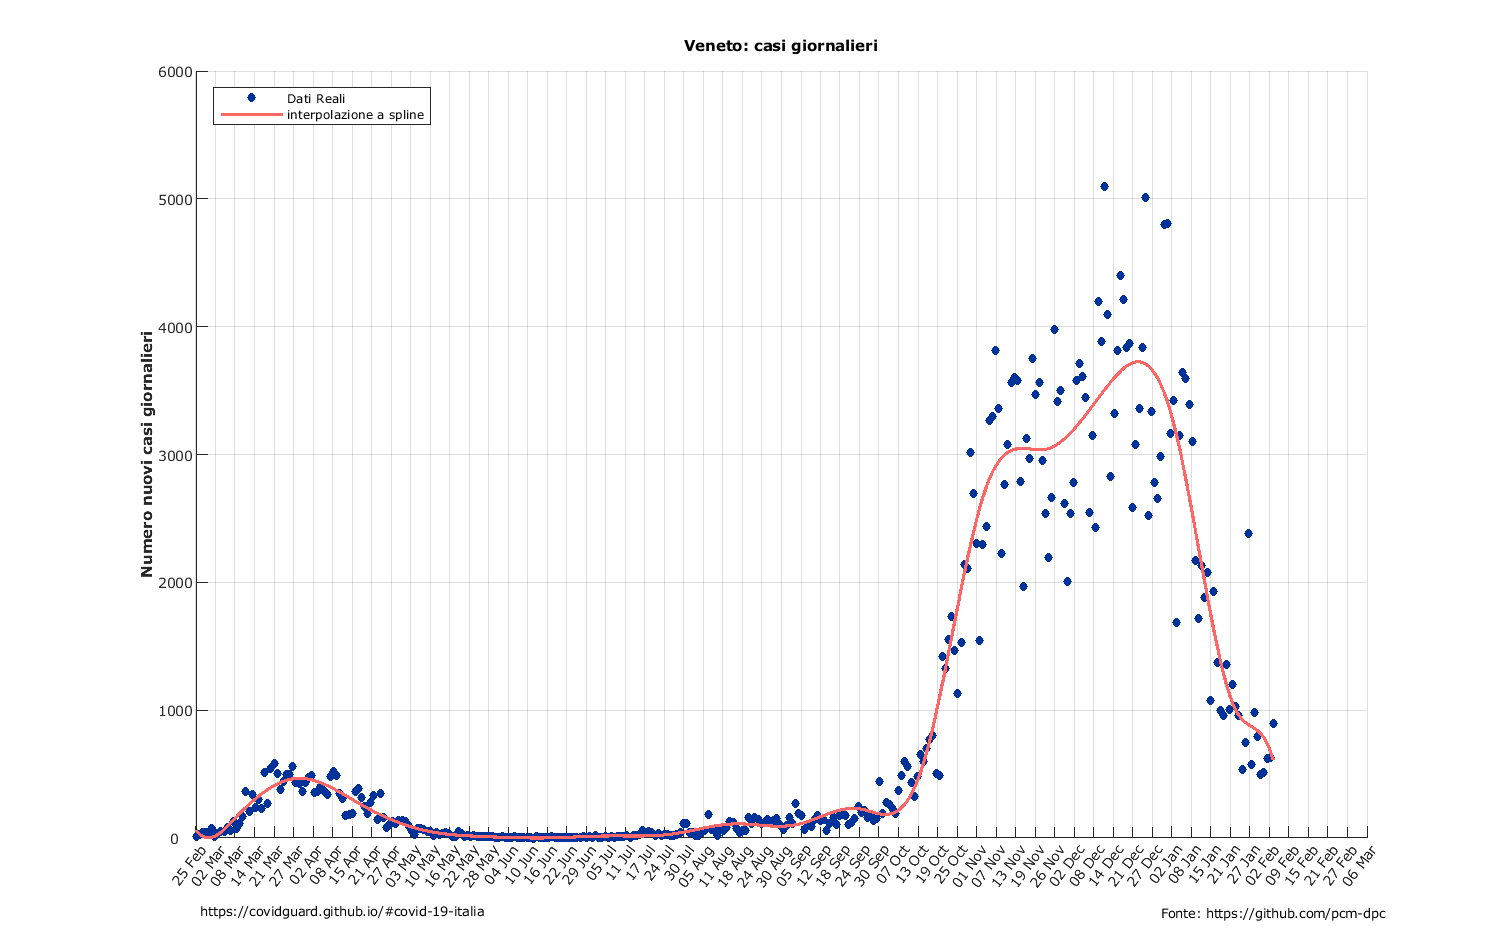 Veneto: casi giornalieri
Dati Reali
interpolazione a spline
Numero nuovi casi giornalieri
6000
5000
4000
3000
2000
1000
0
25 Feb
02 Mar
08 Mar
14 Mar
21 Mar
27 Mar
02 Apr
08 Apr
15 Apr
21 Apr
27 Apr
03 May
10 May
16 May
22 May
28 May
04 Jun
10 Jun
16 Jun
22 Jun
29 Jun
05 Jul
11 Jul
17 Jul
24 Jul
30 Jul
05 Aug
11 Aug
18 Aug
24 Aug
30 Aug
05 Sep
12 Sep
18 Sep
24 Sep
30 Sep
07 Oct
13 Oct
19 Oct
25 Oct
01 Nov
07 Nov
13 Nov
19 Nov
26 Dec
02 Dec
08 Dec
14 Dec
21 Dec
27 Dec
02 Jan
08 Jan
15 Jan
21 Jan
27 Jan
02 Feb
09 Feb
15 Feb
21 Feb
27 Feb
06 Mar
https://covidguard.github.io/#covid-19-italia
Fonte: https://github.com/pcm-dpc